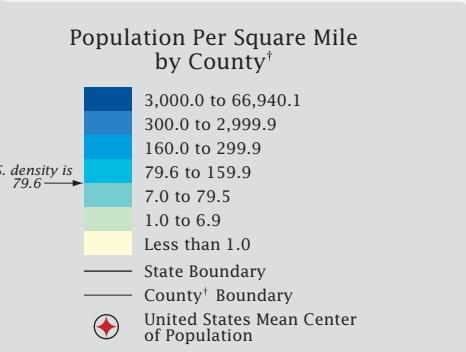 Population Per Square Mile
by County†
3,000.0 to 66,940.1
300.0 to 2,999.9
160.0 to 299.9
79.6 to 159.9
density is
79.6
7.0 to 79.5
1.0 to 6.9
Less than 1.0
State Boundary
County† Boundary
United States Mean Center
of Population